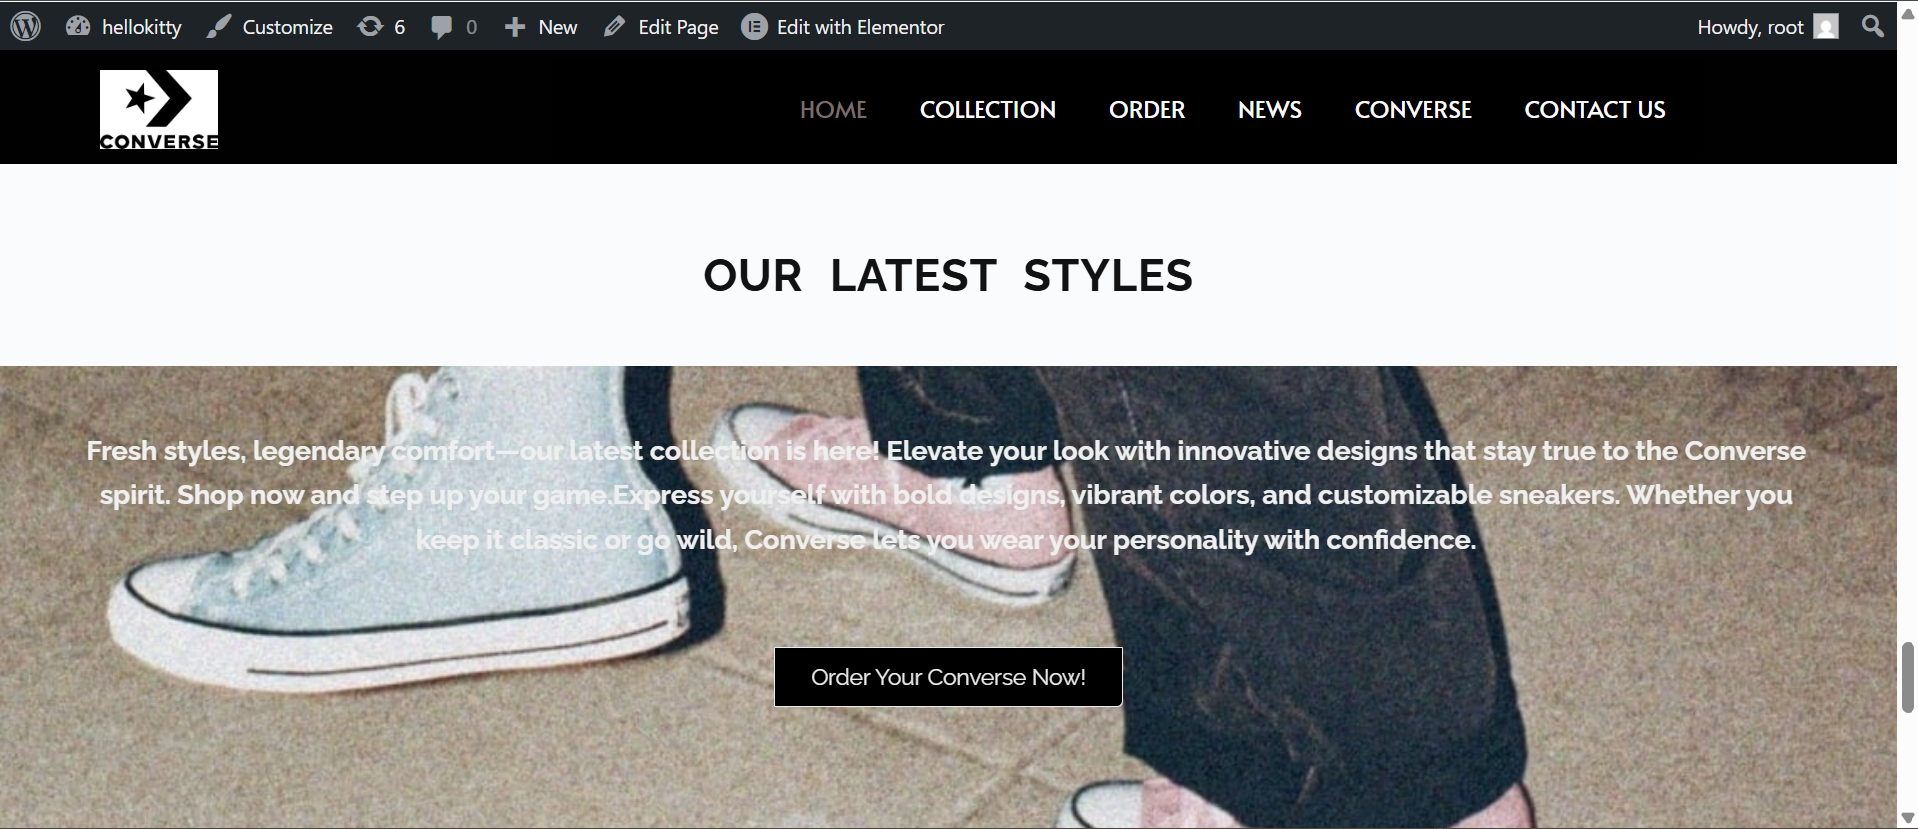 hellokitty Customize 6 0 New Edit Page Edit with Elementor Howdy, root
CONVERSE
HOME COLLECTION ORDER NEWS CONVERSE CONTACT US
OUR LATEST STYLES
Fresh styles, legendary comfort—our latest collection is here! Elevate your look with innovative designs that stay true to the Converse
spirit. Shop now and step up your game.Express yourself with bold designs, vibrant colors, and customizable sneakers. Whether you
keep it classic or go wild, Converse lets you wear your personality with confidence.
Order Your Converse Now!